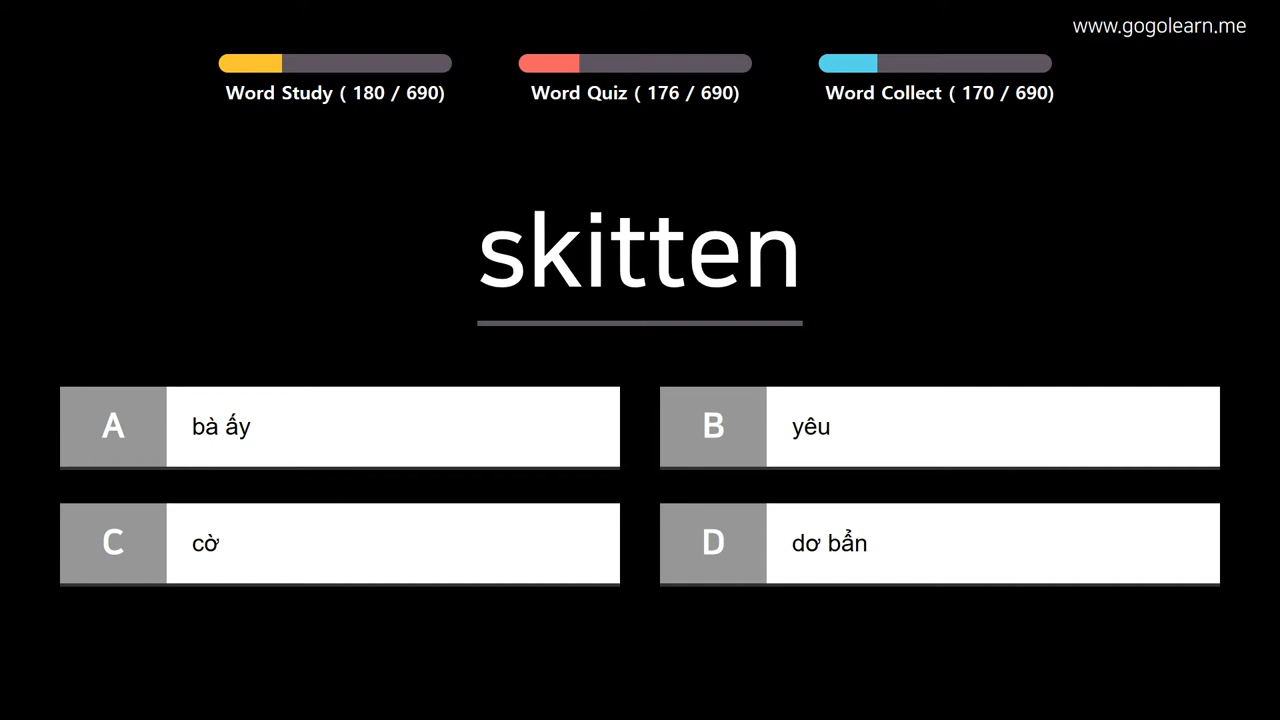 www.gogolearn.me
Word Study ( 180 / 690)
Word Quiz ( 176 / 690)
Word Collect ( 170 / 690)
skitten
A bà ấy
B yêu
C cờ
D dơ bẩn